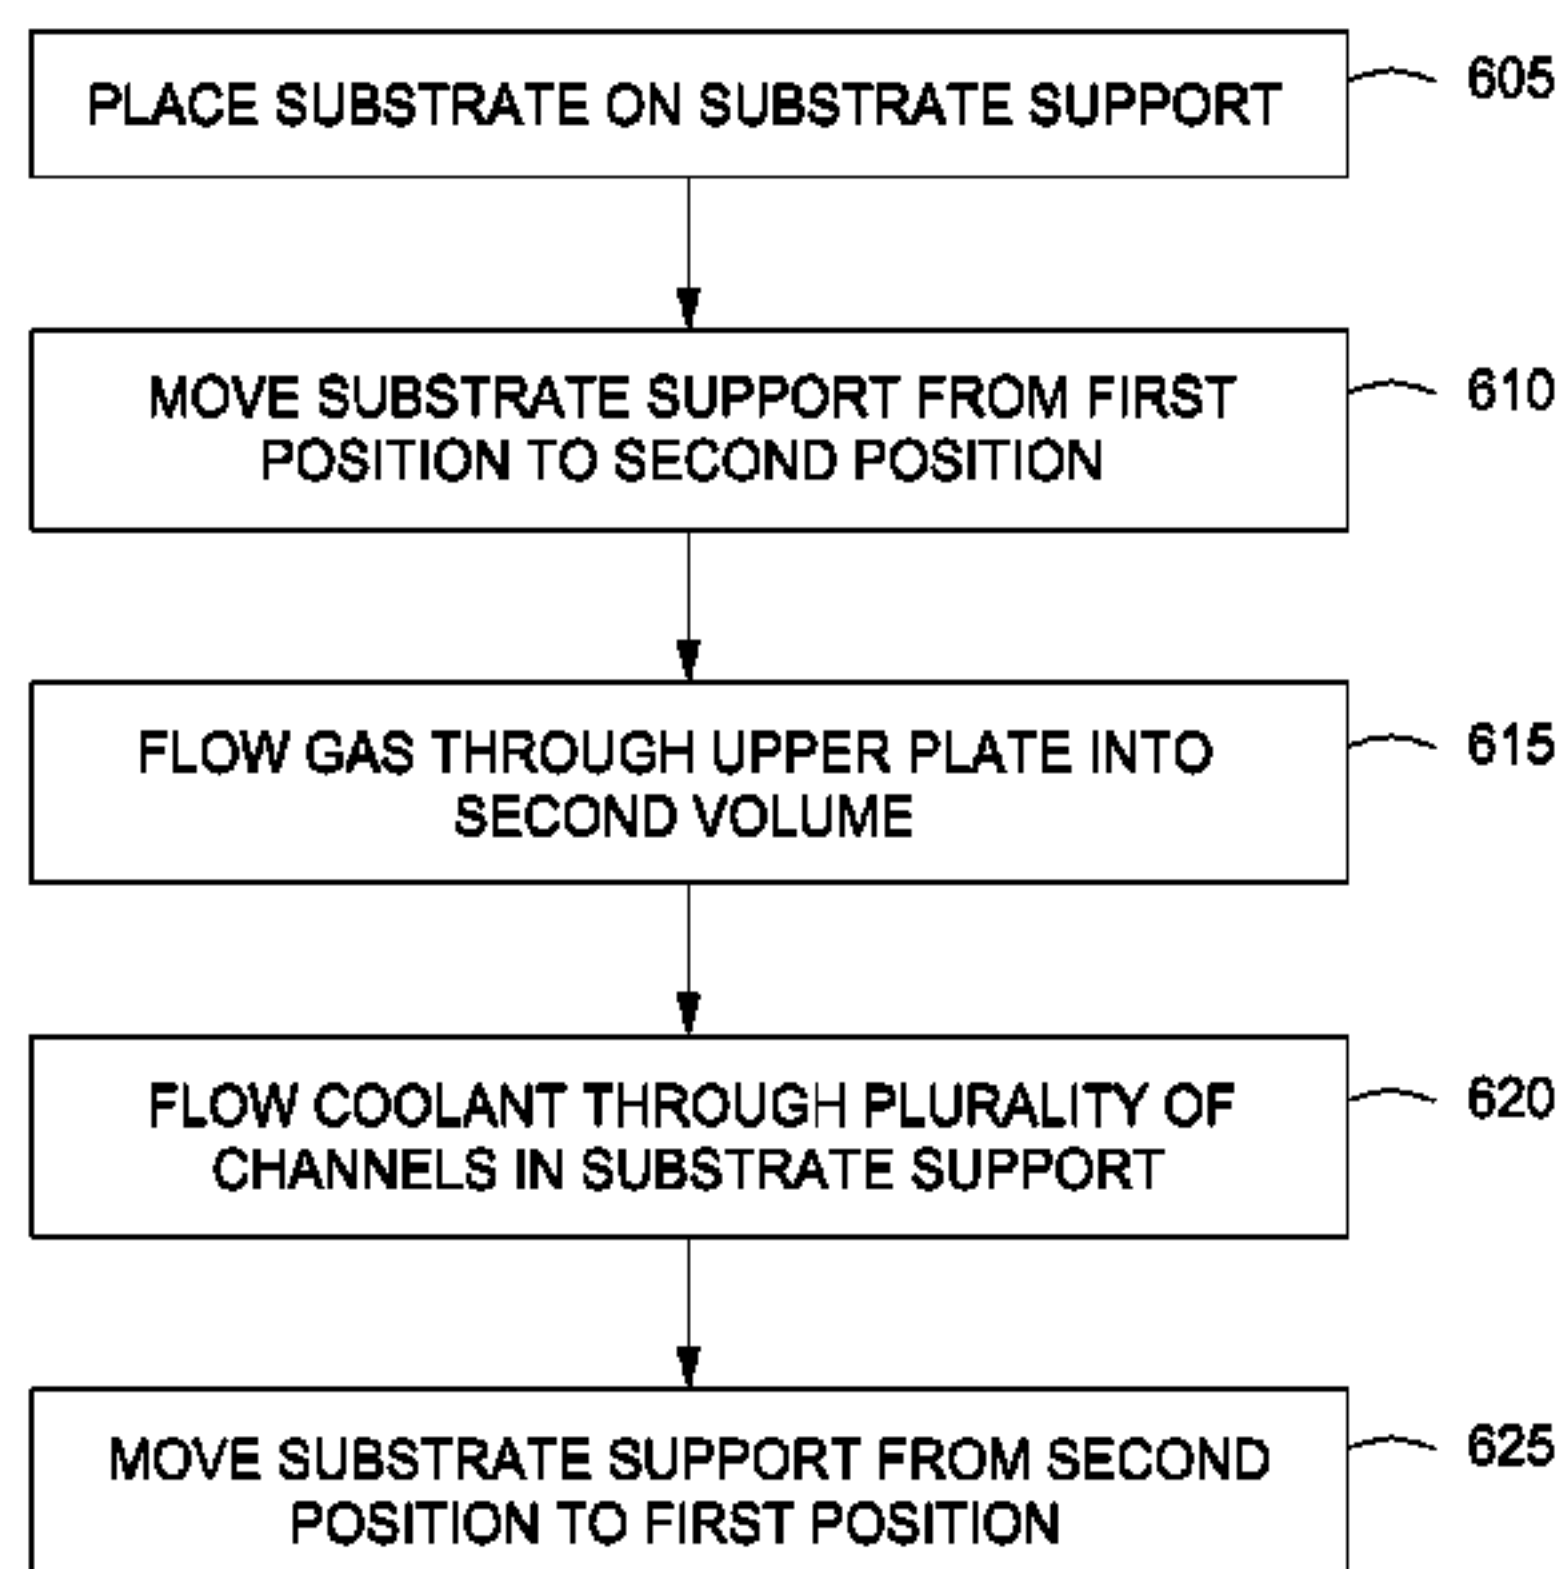 PLACE SUBSTRATE ON SUBSTRATE SUPPORT
605
MOVE SUBSTRATE SUPPORT FROM FIRST
POSITION TO SECOND POSITION
610
FLOW GAS THROUGH UPPER PLATE INTO
SECOND VOLUME
615
FLOW COOLANT THROUGH PLURALITY OF
CHANNELS IN SUBSTRATE SUPPORT
620
MOVE SUBSTRATE SUPPORT FROM SECOND
POSITION TO FIRST POSITION
625